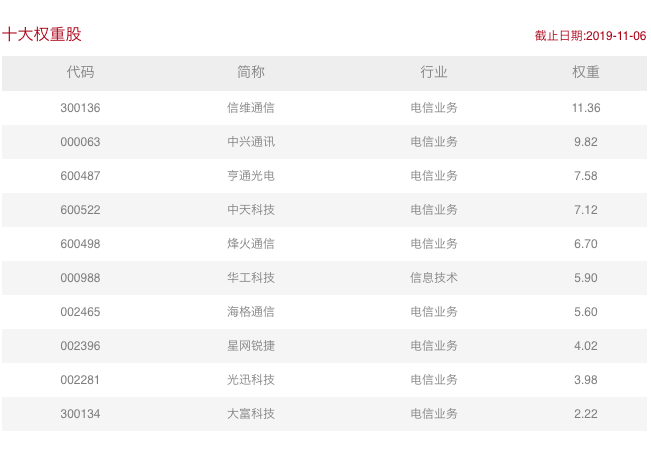 十大权重股 截止日期:2019-11-06
代码 简称 行业 权重
300136 信维通信 电信业务 11.36
000063 中兴通讯 电信业务 9.82
600487 亨通光电 电信业务 7.58
600522 中天科技 电信业务 7.12
600498 烽火通信 电信业务 6.70
000988 华工科技 信息技术 5.90
002465 海格通信 电信业务 5.60
002396 星网锐捷 电信业务 4.02
002281 光迅科技 电信业务 3.98
300134 大富科技 电信业务 2.22